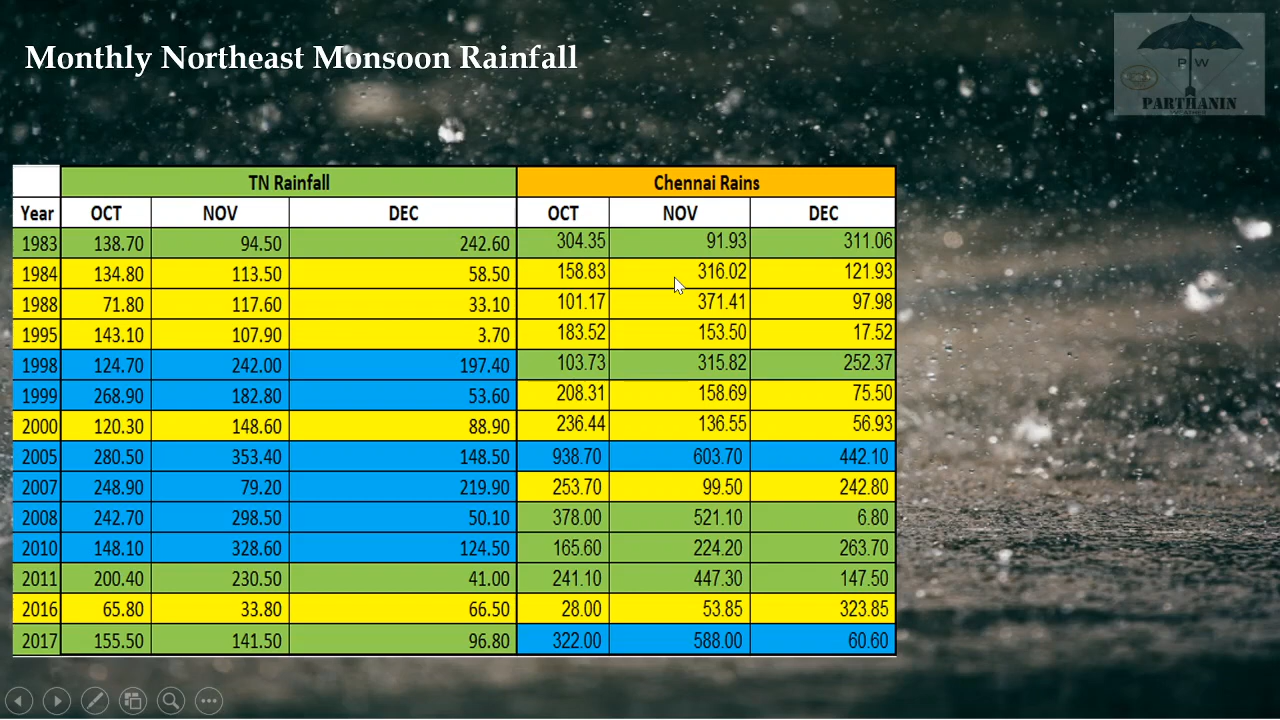 Monthly Northeast Monsoon Rainfall
P W
PARTHANIN
WEATHER
TN Rainfall Chennai Rains
Year OCT NOV DEC OCT NOV DEC
1983 138.70 94.50 242.60 304.35 91.93 311.06
1984 134.80 113.50 58.50 158.83 316.02 121.93
1988 71.80 117.60 33.10 101.17 371.41 97.98
1995 143.10 107.90 3.70 183.52 153.50 17.52
1998 124.70 242.00 197.40 103.73 315.82 252.37
1999 268.90 182.80 53.60 208.31 158.69 75.50
2000 120.30 148.60 88.90 236.44 136.55 56.93
2005 280.50 353.40 148.50 938.70 603.70 442.10
2007 248.90 79.20 219.90 253.70 99.50 242.80
2008 242.70 298.50 50.10 378.00 521.10 6.80
2010 148.10 328.60 124.50 165.60 224.20 263.70
2011 200.40 230.50 41.00 241.10 447.30 147.50
2016 65.80 33.80 66.50 28.00 53.85 323.85
2017 155.50 141.50 96.80 322.00 588.00 60.60